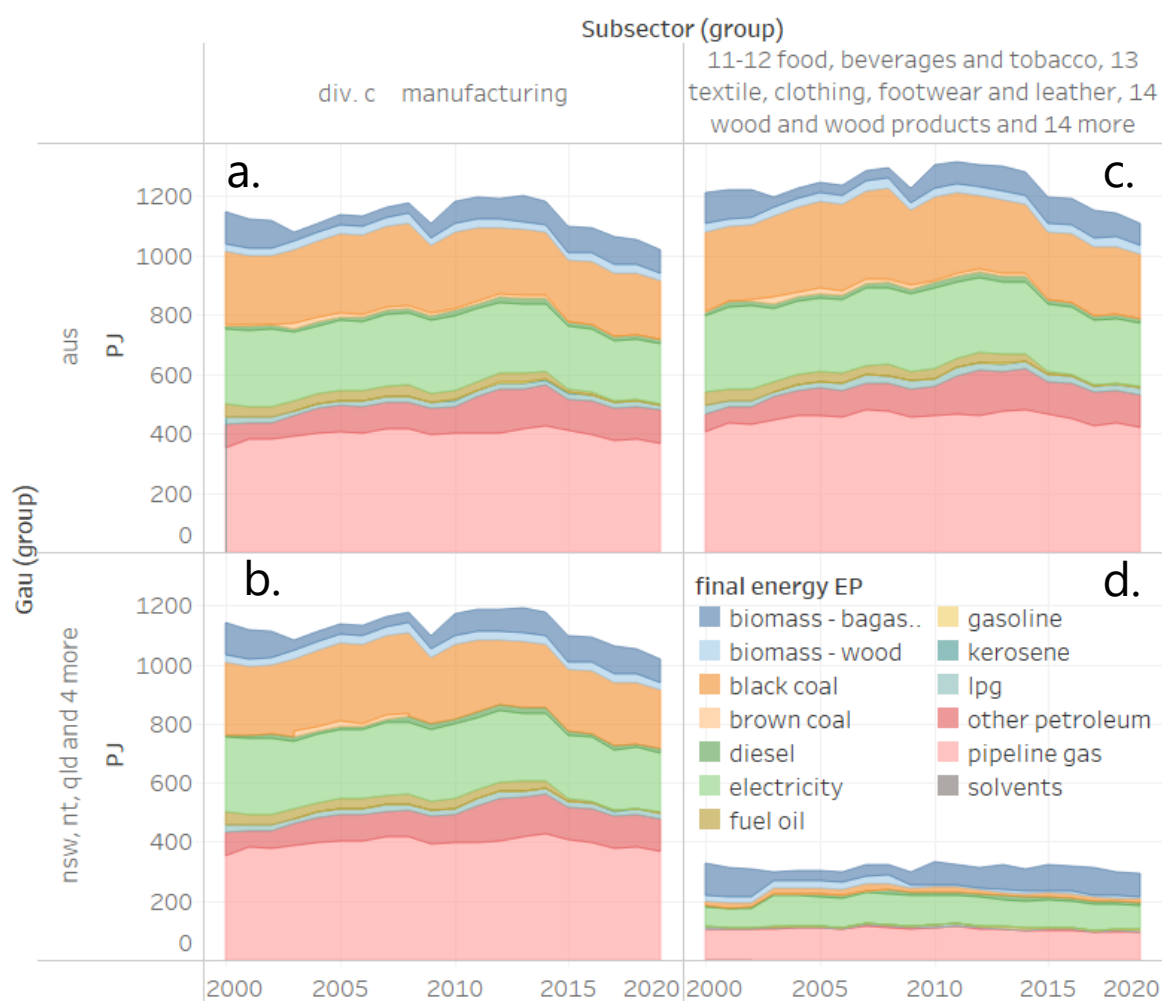 Subsector (group)
div. c manufacturing
11-12 food, beverages and tobacco, 13
textile, clothing, footwear and leather, 14
wood and wood products and 14 more
Gau (group)
aus
PJ
a.
1200
1000
800
600
400
200
0
c.
nsw, nt, qld and 4 more
PJ
b.
1200
1000
800
600
400
200
0
d.
final energy EP
biomass - bagas..
biomass - wood
black coal
brown coal
diesel
electricity
fuel oil
gasoline
kerosene
lpg
other petroleum
pipeline gas
solvents
2000 2005 2010 2015 2020 2000 2005 2010 2015 2020